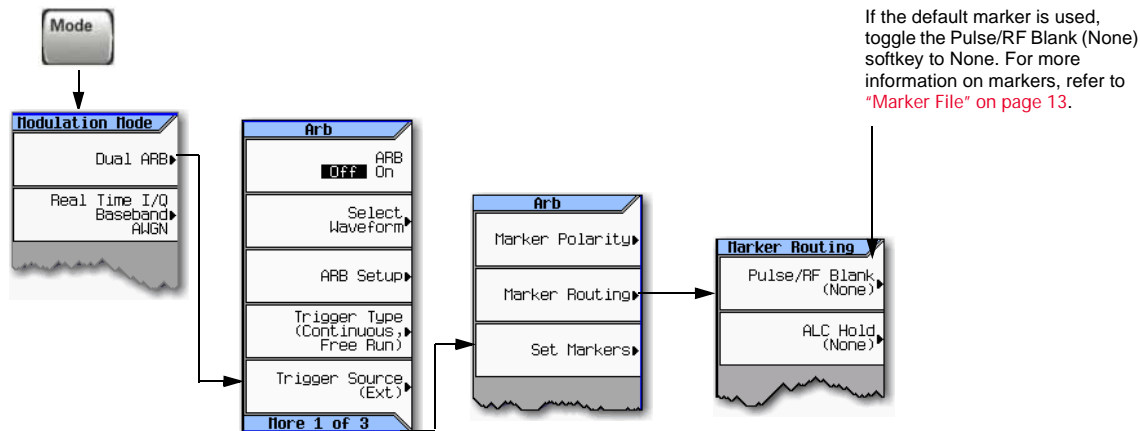 Mode
If the default marker is used,
toggle the Pulse/RF Blank (None)
softkey to None. For more
information on markers, refer to
“Marker File” on page 13.
Modulation Mode
Dual ARB
Real Time I/Q
Baseband
AWGN
Arb
ARB
Off On
Select
Waveform
ARB Setup
Trigger Type
(Continuous,
Free Run)
Trigger Source
(Ext)
More 1 of 3
Arb
Marker Polarity
Marker Routing
Set Markers
Marker Routing
Pulse/RF Blank
(None)
ALC Hold
(None)